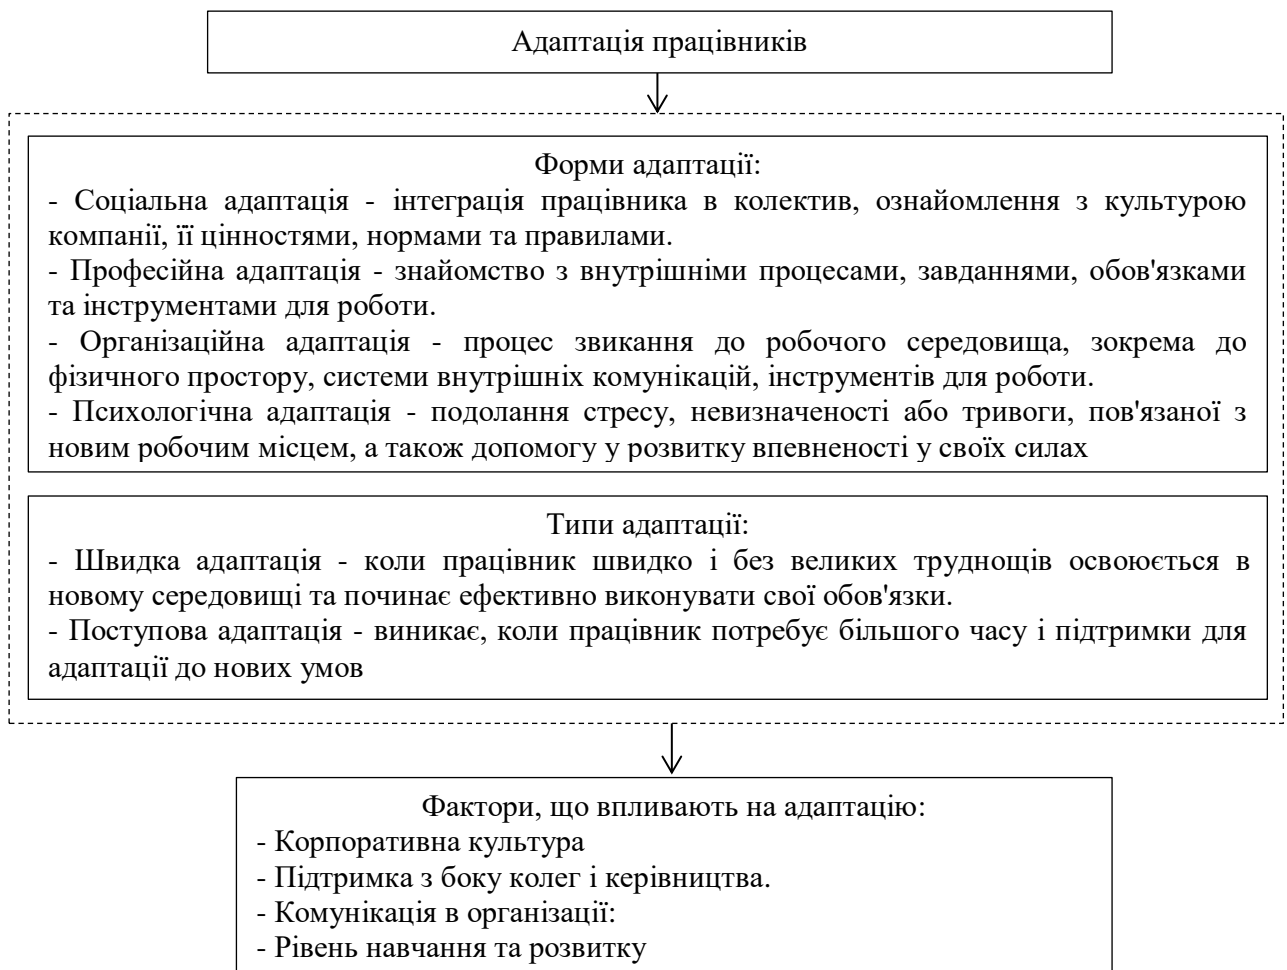 Адаптація працівників
Форми адаптації:
- Соціальна адаптація - інтеграція працівника в колектив, ознайомлення з культурою
компанії, її цінностями, нормами та правилами.
- Професійна адаптація - знайомство з внутрішніми процесами, завданнями, обов'язками
та інструментами для роботи.
- Організаційна адаптація - процес звикання до робочого середовища, зокрема до
фізичного простору, системи внутрішніх комунікацій, інструментів для роботи.
- Психологічна адаптація - подолання стресу, невизначеності або тривоги, пов'язаної з
новим робочим місцем, а також допомогу у розвитку впевненості у своїх силах
Типи адаптації:
- Швидка адаптація - коли працівник швидко і без великих труднощів освоюється в
новому середовищі та починає ефективно виконувати свої обов'язки.
- Поступова адаптація - виникає, коли працівник потребує більшого часу і підтримки для
адаптації до нових умов
Фактори, що впливають на адаптацію:
- Корпоративна культура
- Підтримка з боку колег і керівництва.
- Комунікація в організації:
- Рівень навчання та розвитку